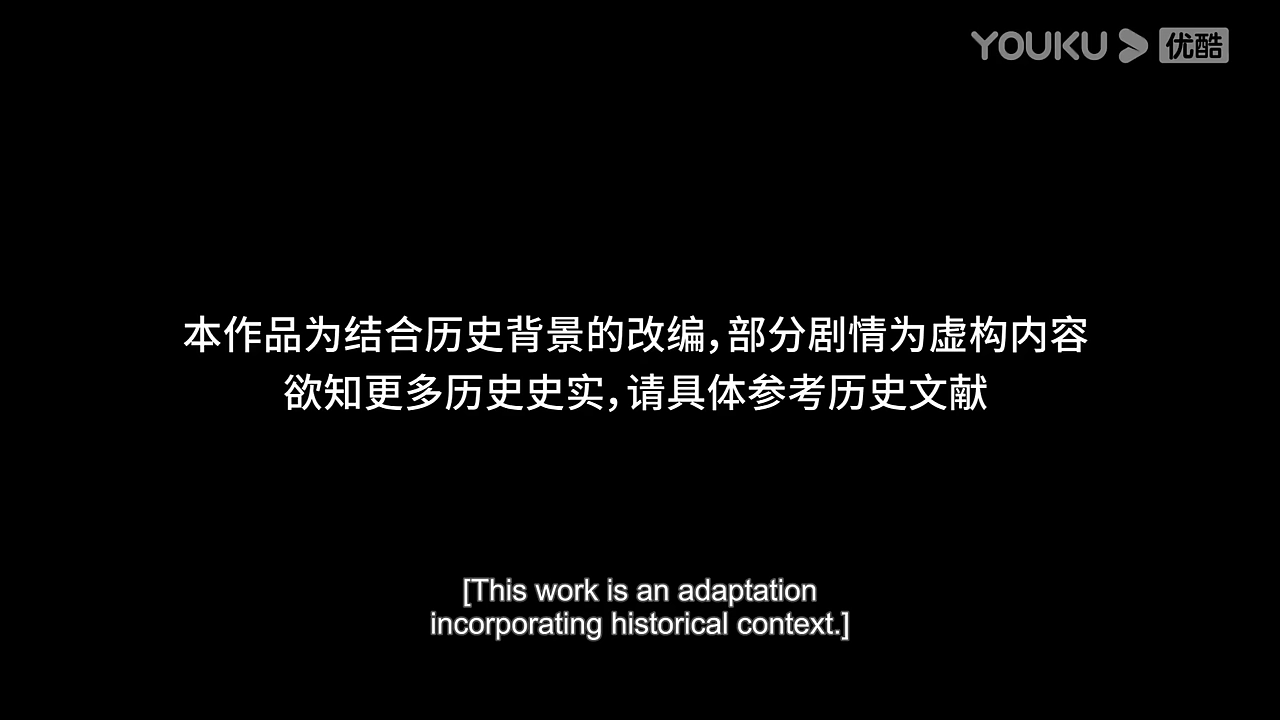 YOUKU 优酷
本作品为结合历史背景的改编,部分剧情为虚构内容
欲知更多历史史实,请具体参考历史文献
[This work is an adaptation
incorporating historical context.]